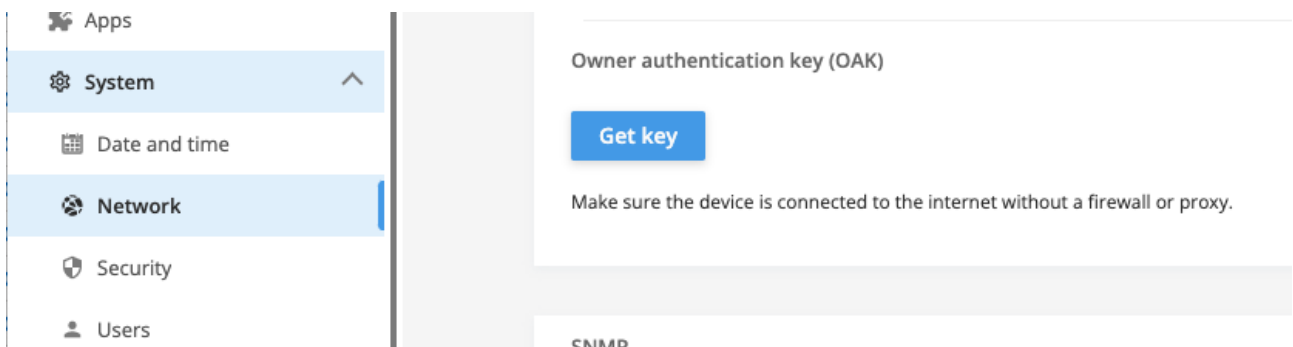 Apps
System
Date and time
Network
Security
Users
Owner authentication key (OAK)
Get key
Make sure the device is connected to the internet without a firewall or proxy.
SNMP